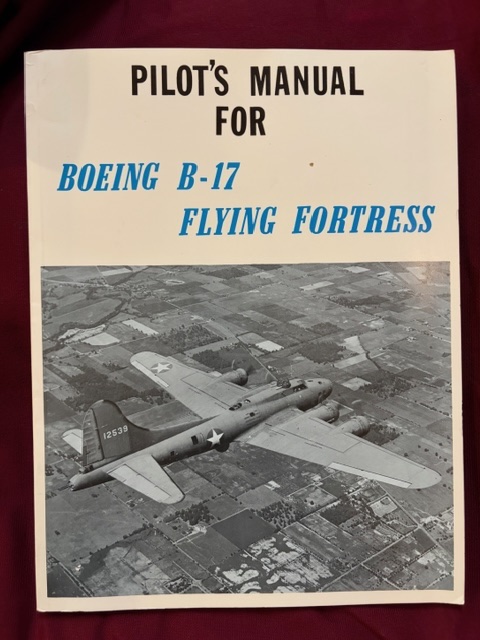 PILOT'S MANUAL
FOR
BOEING B-17
FLYING FORTRESS
12539